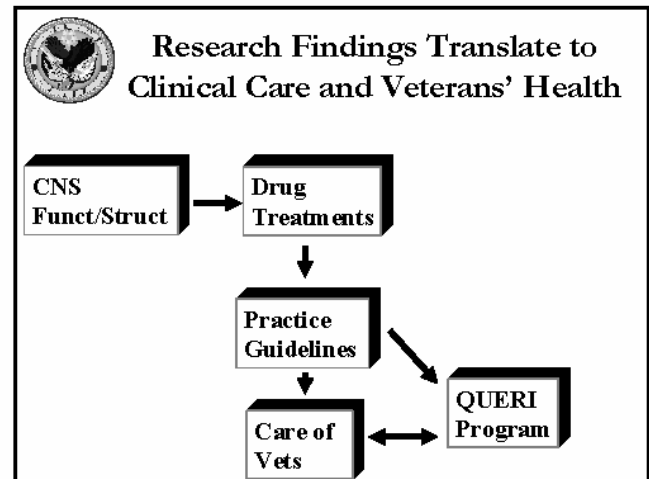 Research Findings Translate to
Clinical Care and Veterans' Health
CNS
Funct/Struct
Drug
Treatments
Practice
Guidelines
Care of
Vets
QUERI
Program